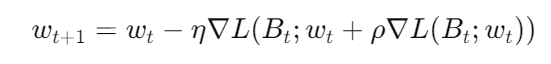 w_{t+1} = w_t − η∇L(B_t; w_t + ρ∇L(B_t; w_t))